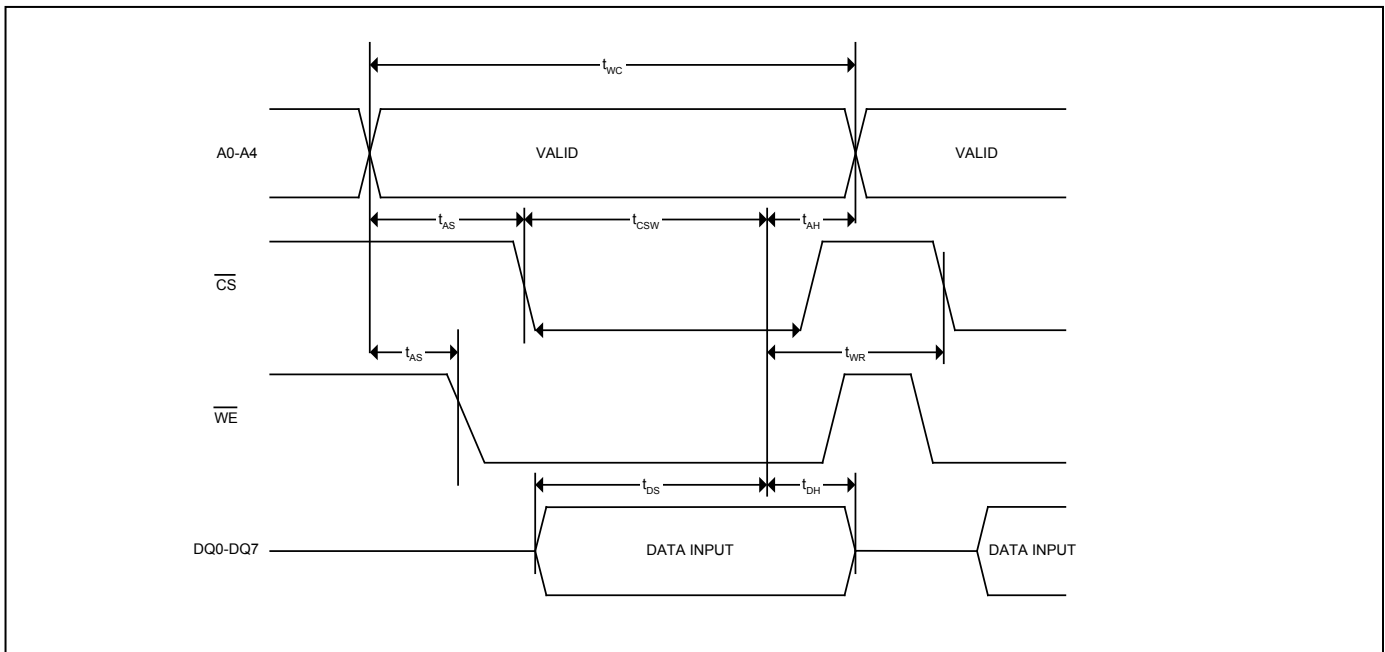 tWC
A0-A4
VALID
VALID
tAS
tCSW
tAH
CS
tAS
tWR
WE
tDS
tDH
DQ0-DQ7
DATA INPUT
DATA INPUT